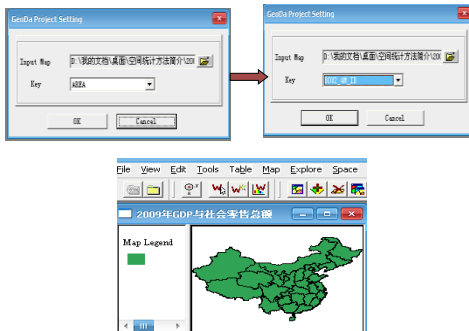 GeoDa Project Setting
Input Map
D:\我的文档\桌面\空间统计方法简介\200
Key
AREA
OK
Cancel
GeoDa Project Setting
Input Map
D:\我的文档\桌面\空间统计方法简介\200
Key
OK
Cancel
File View Edit Tools Table Map Explore Space
2009年GDP与社会零售总额
Map Legend